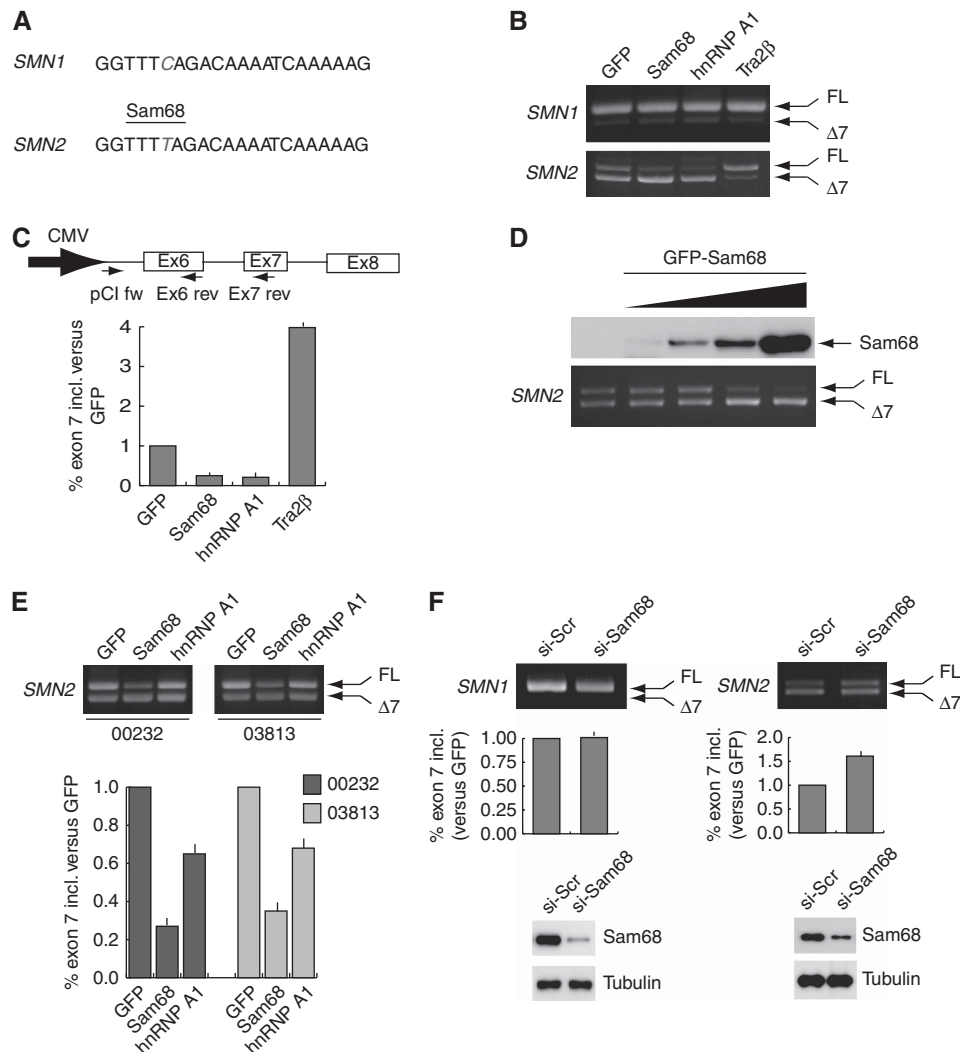 A
SMN1 GGTTTCAGACAAAATCAAAAAG
Sam68
SMN2 GGTTTTAGACAAAATCAAAAAG
B
GFP Sam68 hnRNP A1 Tra2β
SMN1
FL
Δ7
SMN2
FL
Δ7
C
CMV
Ex6 Ex7 Ex8
pCI fw Ex6 rev Ex7 rev
% exon 7 incl. versus
GFP
4
3
2
1
0
GFP Sam68 hnRNP A1 Tra2β
D
GFP-Sam68
Sam68
SMN2
FL
Δ7
E
GFP Sam68 hnRNP A1 GFP Sam68 hnRNP A1
SMN2
FL
Δ7
00232 03813
% exon 7 incl. versus GFP
1.0
0.8
0.6
0.4
0.2
0.0
00232
03813
GFP Sam68 hnRNP A1 GFP Sam68 hnRNP A1
F
si-Scr si-Sam68
SMN1
FL
Δ7
% exon 7 incl.
(versus GFP)
1.00
0.75
0.50
0.25
0.00
si-Scr si-Sam68
Sam68
Tubulin
si-Scr si-Sam68
SMN2
FL
Δ7
% exon 7 incl.
(versus GFP)
2.0
1.5
1.0
0.5
0
si-Scr si-Sam68
Sam68
Tubulin